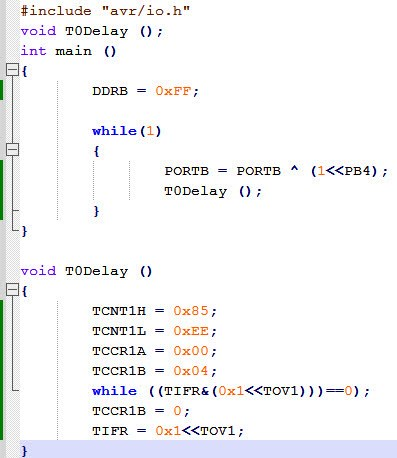 #include "avr/io.h"
void T0Delay ();
int main ()
{
DDRB = 0xFF;
while(1)
{
PORTB = PORTB ^ (1<<PB4);
T0Delay ();
}
}
void T0Delay ()
{
TCNT1H = 0x85;
TCNT1L = 0xEE;
TCCR1A = 0x00;
TCCR1B = 0x04;
while ((TIFR&(0x1<<TOV1))==0);
TCCR1B = 0;
TIFR = 0x1<<TOV1;
}